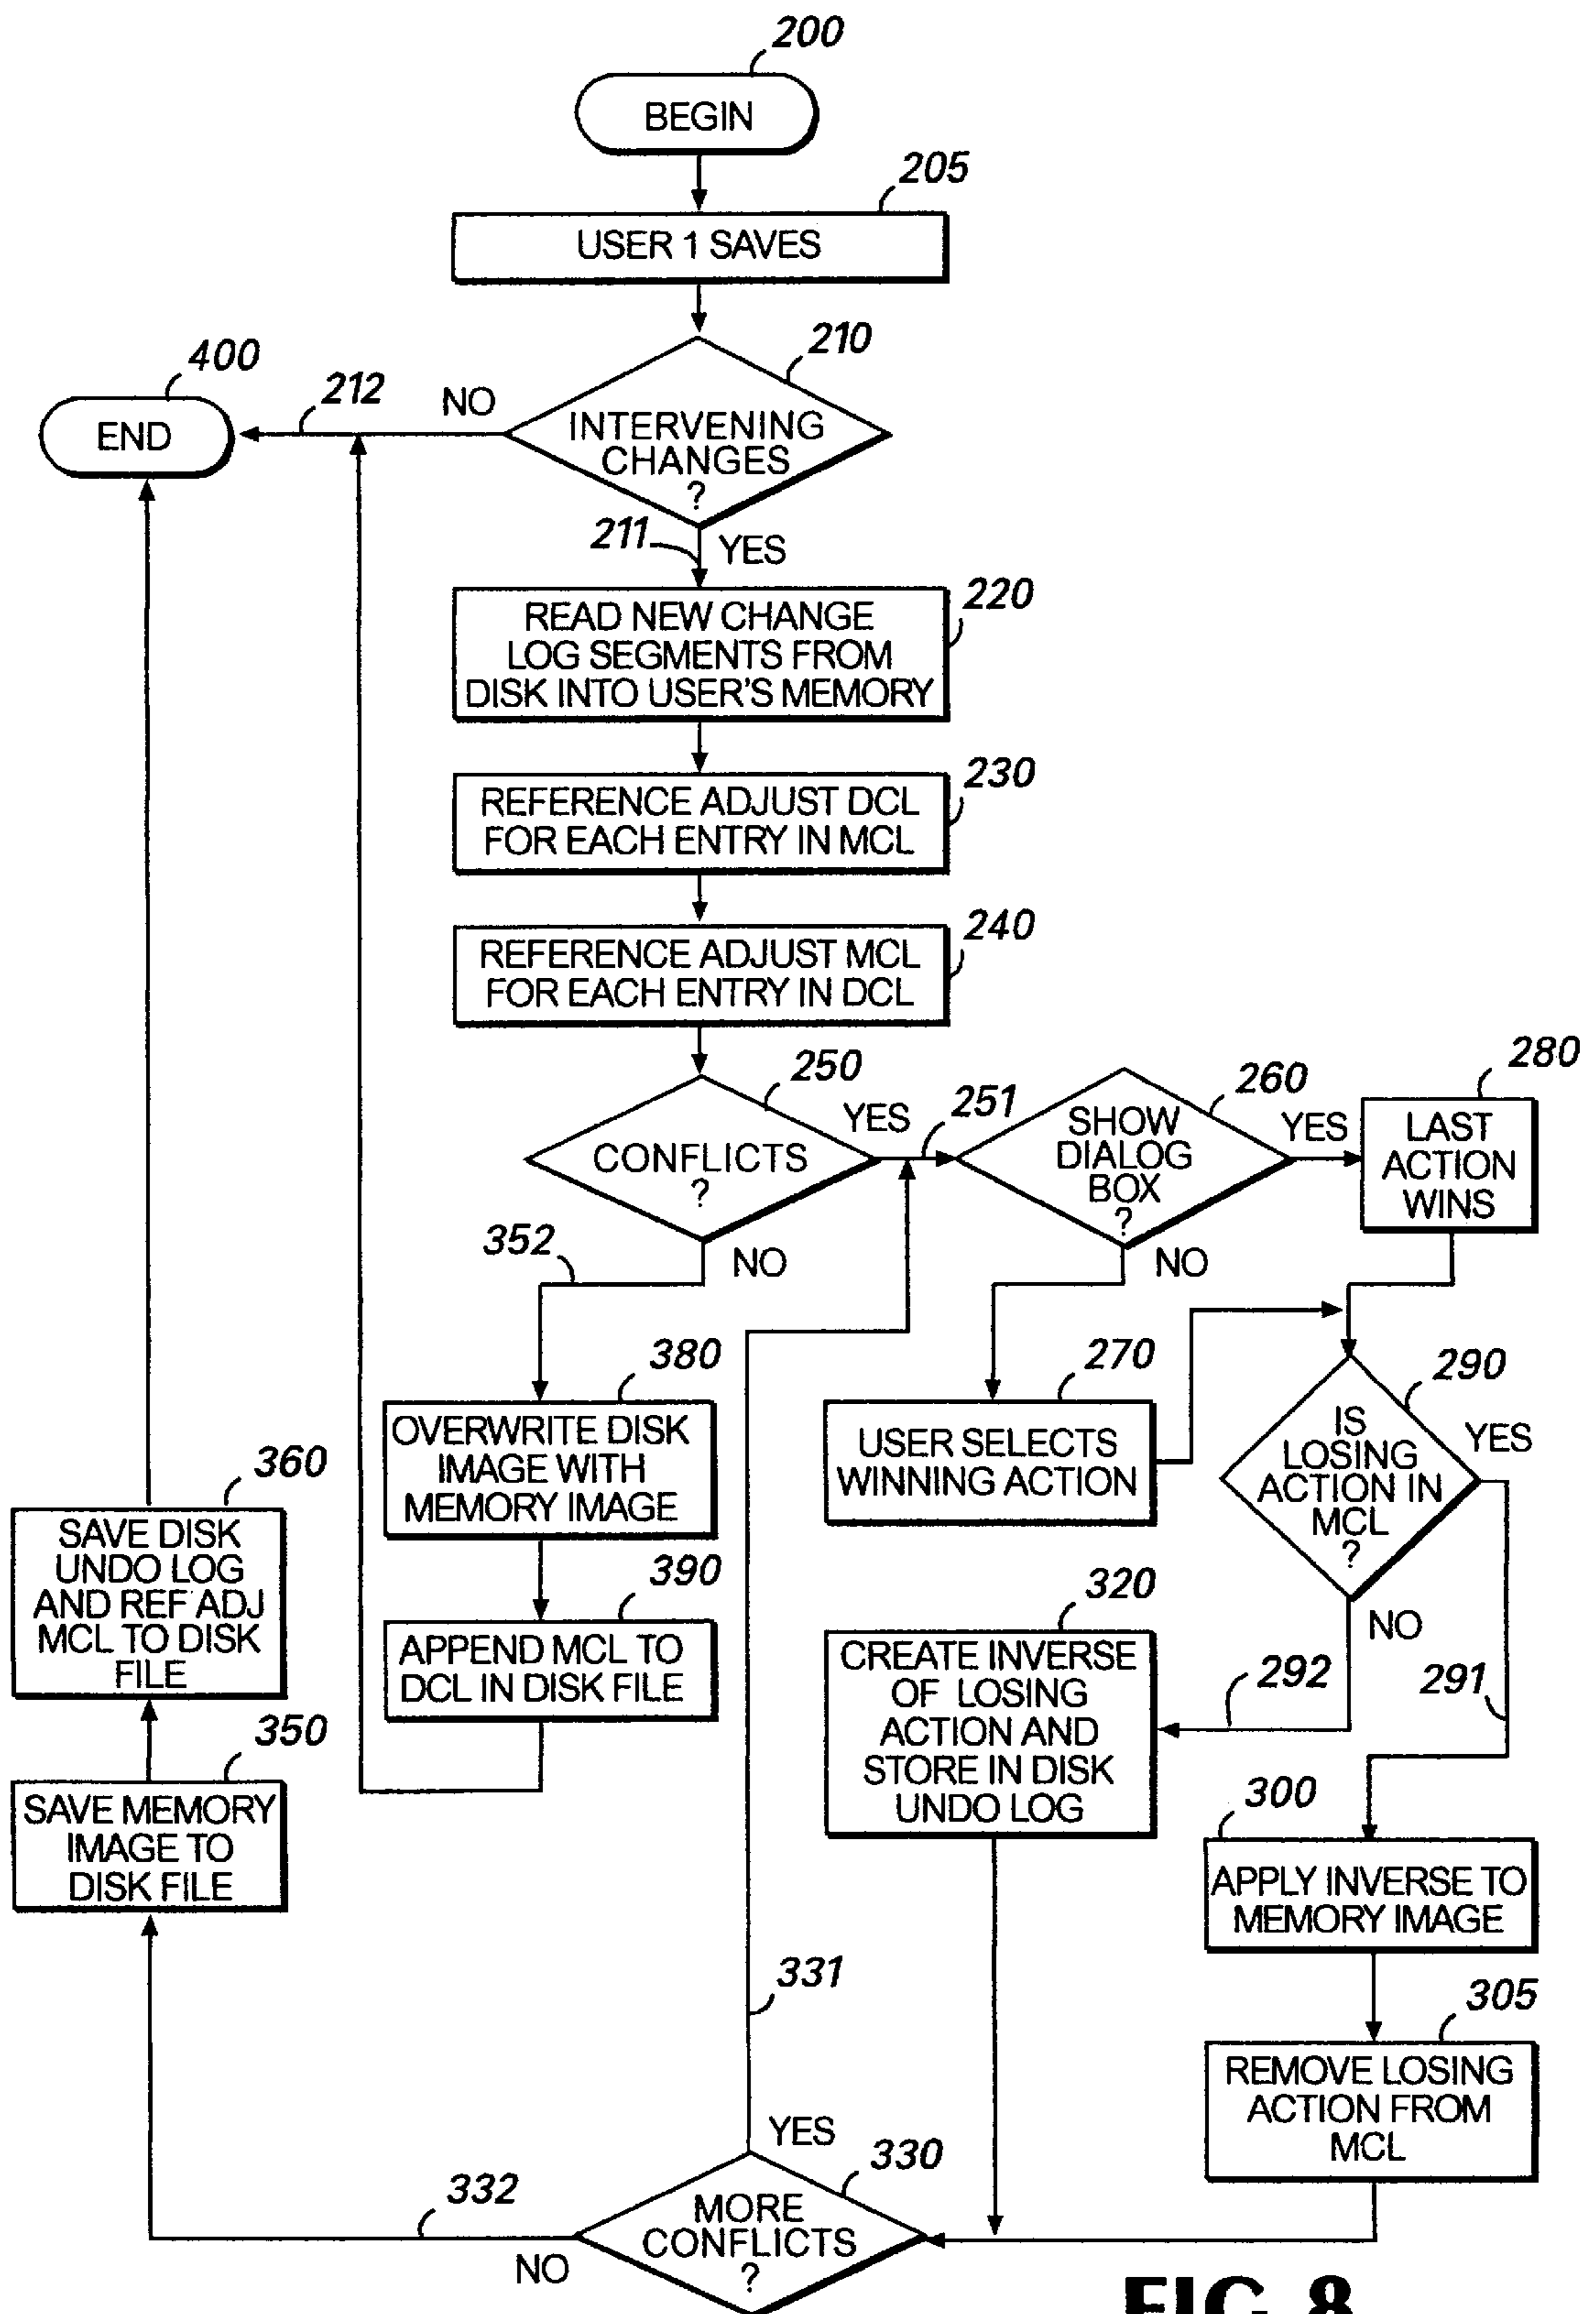 200
BEGIN
205
USER 1 SAVES
210
400
212
NO
END
INTERVENING
CHANGES
?
211
YES
220
READ NEW CHANGE
LOG SEGMENTS FROM
DISK INTO USER'S MEMORY
230
REFERENCE ADJUST DCL
FOR EACH ENTRY IN MCL
240
REFERENCE ADJUST MCL
FOR EACH ENTRY IN DCL
250
CONFLICTS
?
YES
251
260
SHOW
DIALOG
BOX
?
YES
280
LAST
ACTION
WINS
352
NO
NO
380
OVERWRITE DISK
IMAGE WITH
MEMORY IMAGE
270
USER SELECTS
WINNING ACTION
290
IS
LOSING
ACTION IN
MCL
?
YES
360
SAVE DISK
UNDO LOG
AND REF ADJ
MCL TO DISK
FILE
390
APPEND MCL TO
DCL IN DISK FILE
320
CREATE INVERSE
OF LOSING
ACTION AND
STORE IN DISK
UNDO LOG
NO
292
291
350
SAVE MEMORY
IMAGE TO
DISK FILE
300
APPLY INVERSE TO
MEMORY IMAGE
331
305
REMOVE LOSING
ACTION FROM
MCL
YES
330
332
MORE
CONFLICTS
?
NO
FIG 8